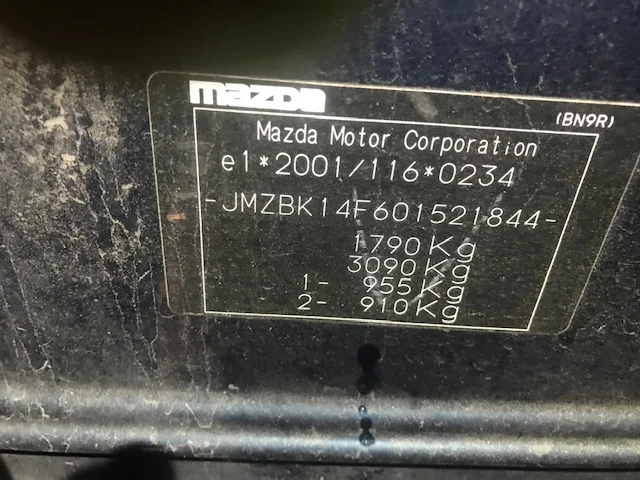 mazda
(BN9R)
Mazda Motor Corporation
e1*2001/116*0234
-JMZBK14F601521844-
1790 Kg
3090 Kg
1- 955 Kg
2- 910 Kg